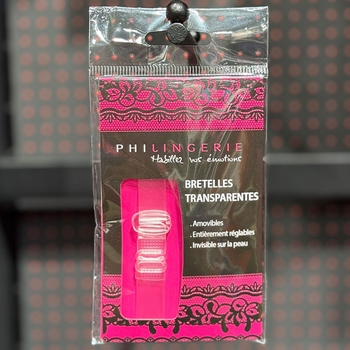 PHILINGERIE
Habillez vos émotions
BRETELLES
TRANSPARENTES
. Amovibles
. Entièrement réglables
. Invisible sur la peau